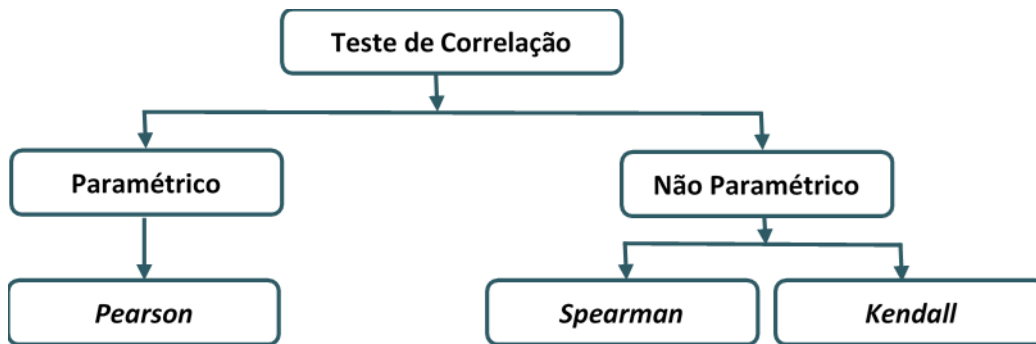 Teste de Correlação
Paramétrico
Não Paramétrico
Pearson
Spearman
Kendall